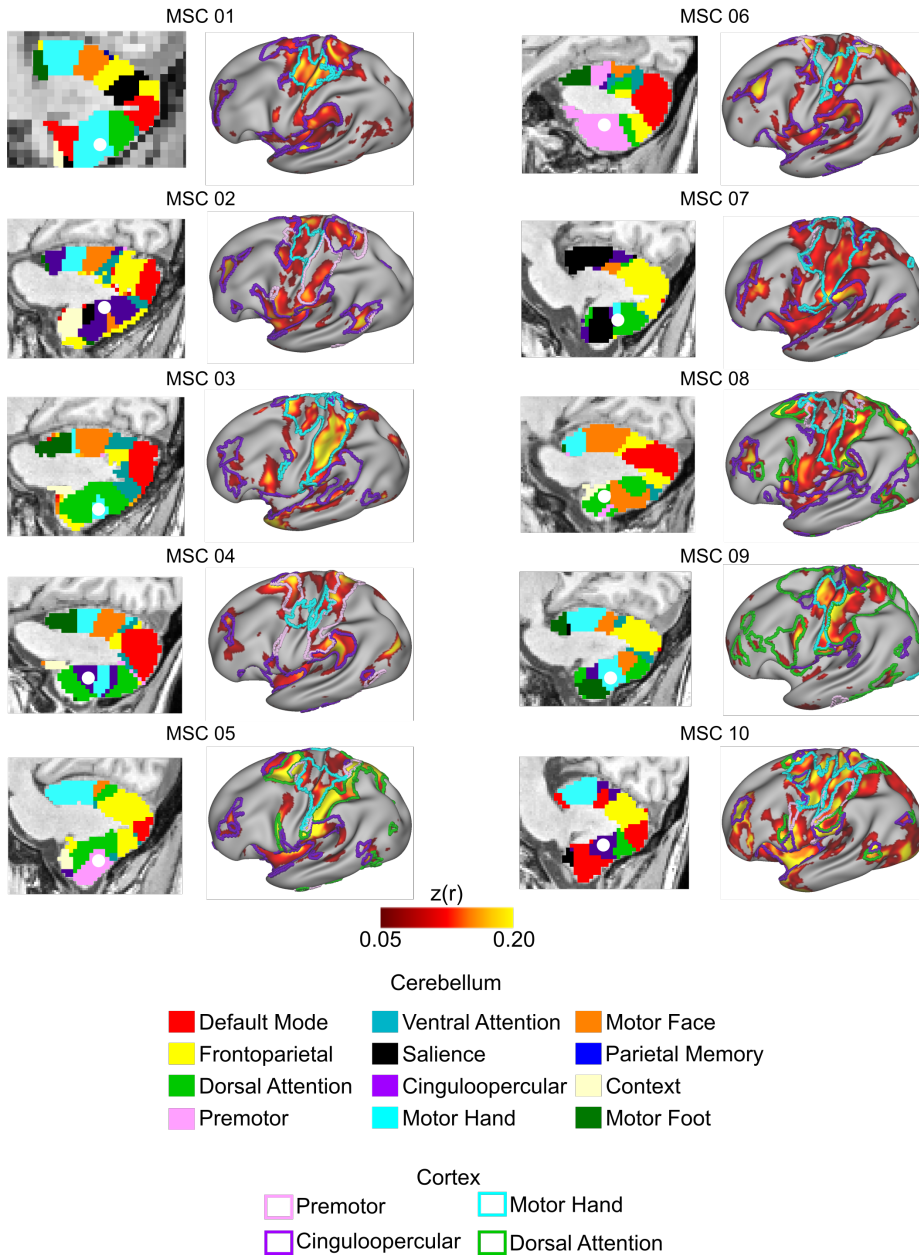 MSC 01
MSC 06
MSC 02
MSC 07
MSC 03
MSC 08
MSC 04
MSC 09
MSC 05
MSC 10
z(r)
0.05 0.20
Cerebellum
Default Mode Ventral Attention Motor Face
Frontoparietal Salience Parietal Memory
Dorsal Attention Cinguloopercular Context
Premotor Motor Hand Motor Foot
Cortex
Premotor Motor Hand
Cinguloopercular Dorsal Attention